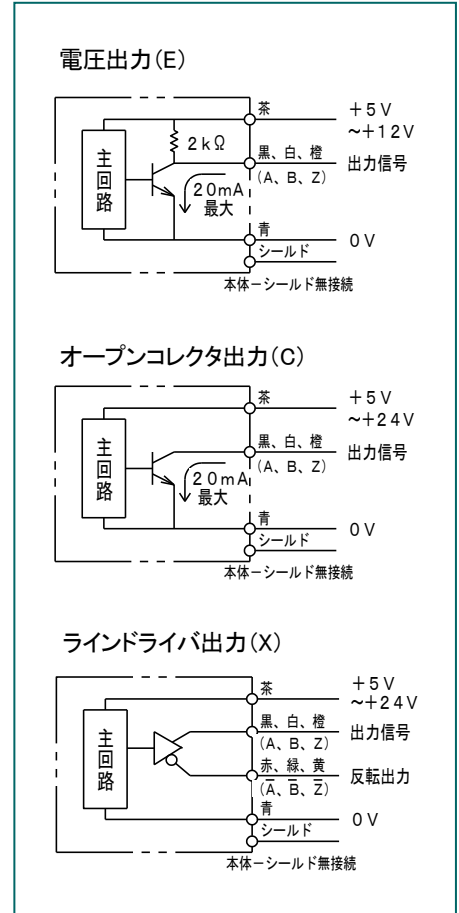 電圧出力(E)
茶
+5V
~+12V
2kΩ
主回路
黒、白、橙
出力信号
(A、B、Z)
20mA
最大
青
0V
シールド
本体-シールド無接続
オープンコレクタ出力(C)
茶
+5V
~+24V
主回路
黒、白、橙
出力信号
(A、B、Z)
20mA
最大
青
0V
シールド
本体-シールド無接続
ラインドライバ出力(X)
茶
+5V
~+24V
主回路
黒、白、橙
出力信号
(A、B、Z)
赤、緑、黄
反転出力
(A̅、B̅、Z̅)
青
0V
シールド
本体-シールド無接続